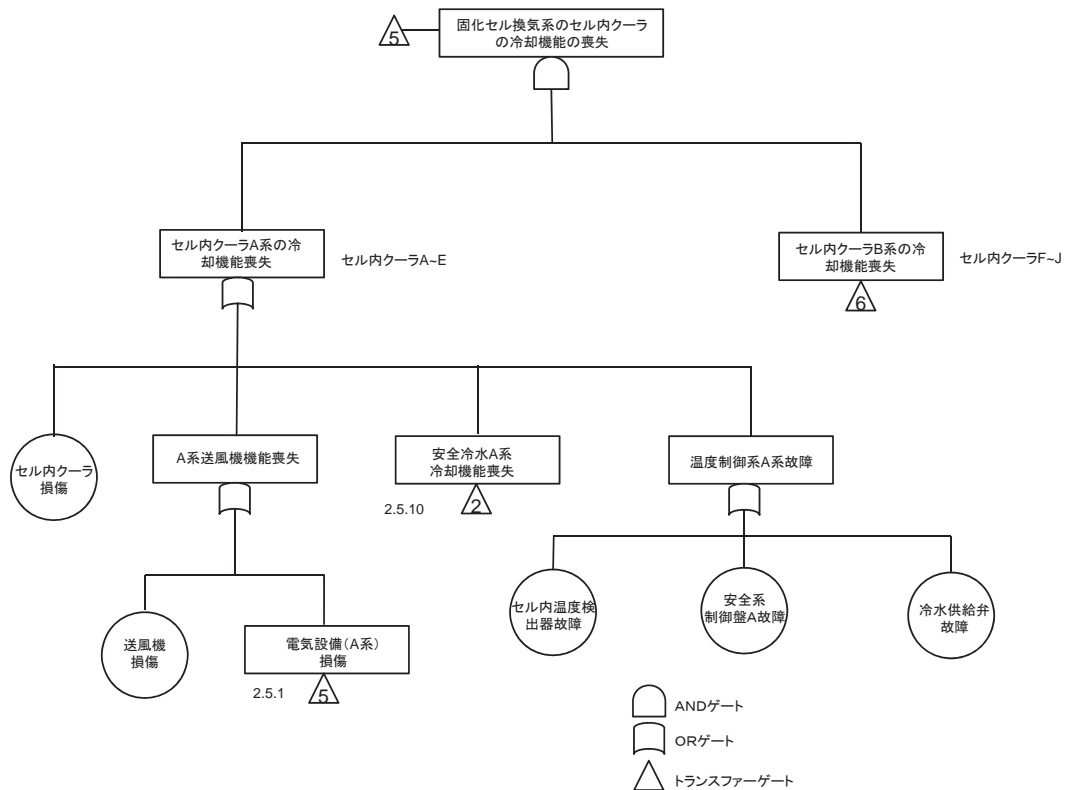 固化セル換気系のセル内クーラ
の冷却機能の喪失
5
セル内クーラA系の冷
却機能喪失
セル内クーラA~E
セル内クーラB系の冷
却機能喪失
セル内クーラF~J
6
セル内クーラ
損傷
A系送風機機能喪失
安全冷水A系
冷却機能喪失
2.5.10
2
温度制御系A系故障
送風機
損傷
電気設備(A系)
損傷
2.5.1
5
セル内温度検
出器故障
安全系
制御盤A故障
冷水供給弁
故障
ANDゲート
ORゲート
トランスファーゲート